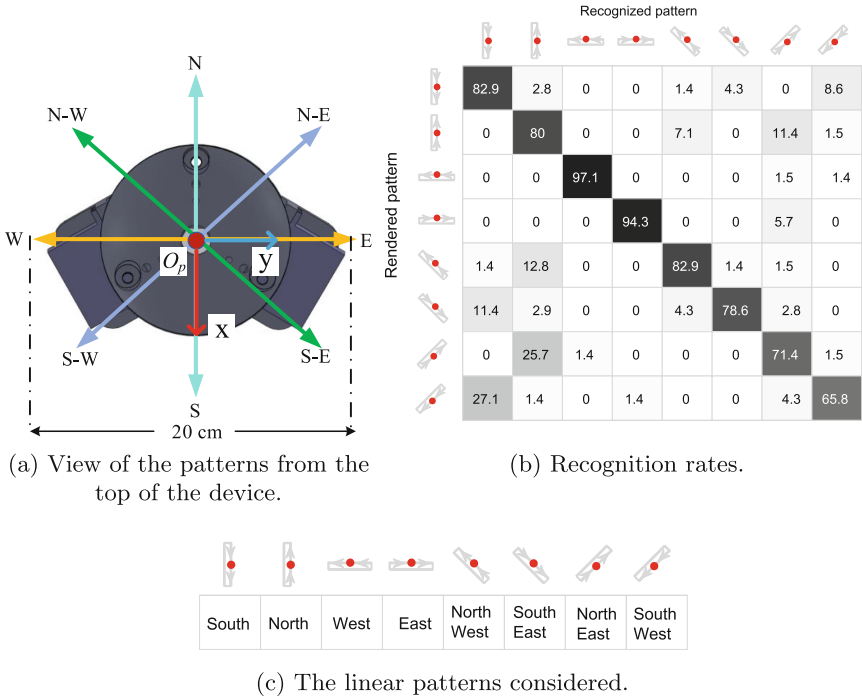 Recognized pattern
N
N-W
N-E
W
E
O_p
y
x
S-W
S-E
S
20 cm
Rendered pattern
82.9 2.8 0 0 1.4 4.3 0 8.6
0 80 0 0 7.1 0 11.4 1.5
0 0 97.1 0 0 0 1.5 1.4
0 0 0 94.3 0 0 5.7 0
1.4 12.8 0 0 82.9 1.4 1.5 0
11.4 2.9 0 0 4.3 78.6 2.8 0
0 25.7 1.4 0 0 0 71.4 1.5
27.1 1.4 0 1.4 0 0 4.3 65.8
(a) View of the patterns from the
top of the device.
(b) Recognition rates.
South North West East North West South East North East South West
(c) The linear patterns considered.